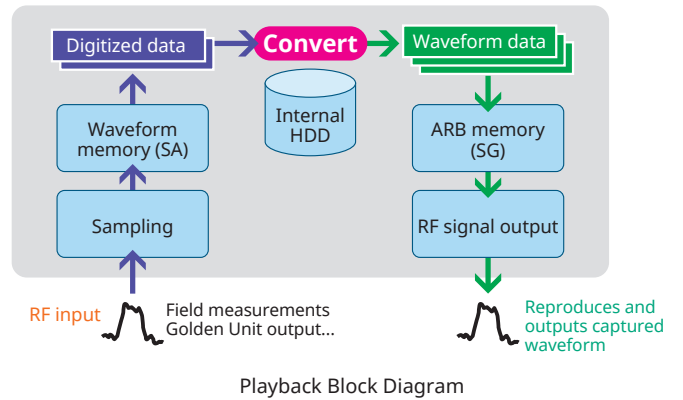 Digitized data
Convert
Waveform data
Waveform
memory (SA)
Internal
HDD
ARB memory
(SG)
Sampling
RF signal output
RF input
Field measurements
Golden Unit output...
Reproduces and
outputs captured
waveform
Playback Block Diagram